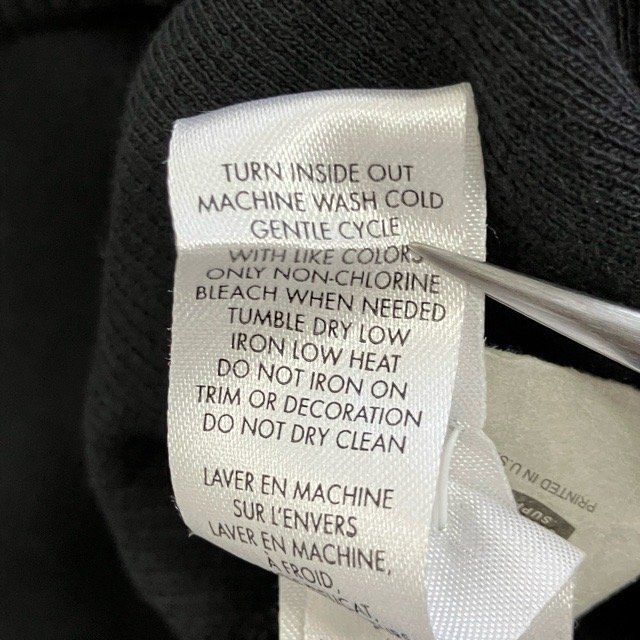 TURN INSIDE OUT
MACHINE WASH COLD
GENTLE CYCLE
WITH LIKE COLORS
ONLY NON-CHLORINE
BLEACH WHEN NEEDED
TUMBLE DRY LOW
IRON LOW HEAT
DO NOT IRON ON
TRIM OR DECORATION
DO NOT DRY CLEAN
LAVER EN MACHINE
SUR L'ENVERS
LAVER EN MACHINE,
A FROID
PRINTED IN U.S